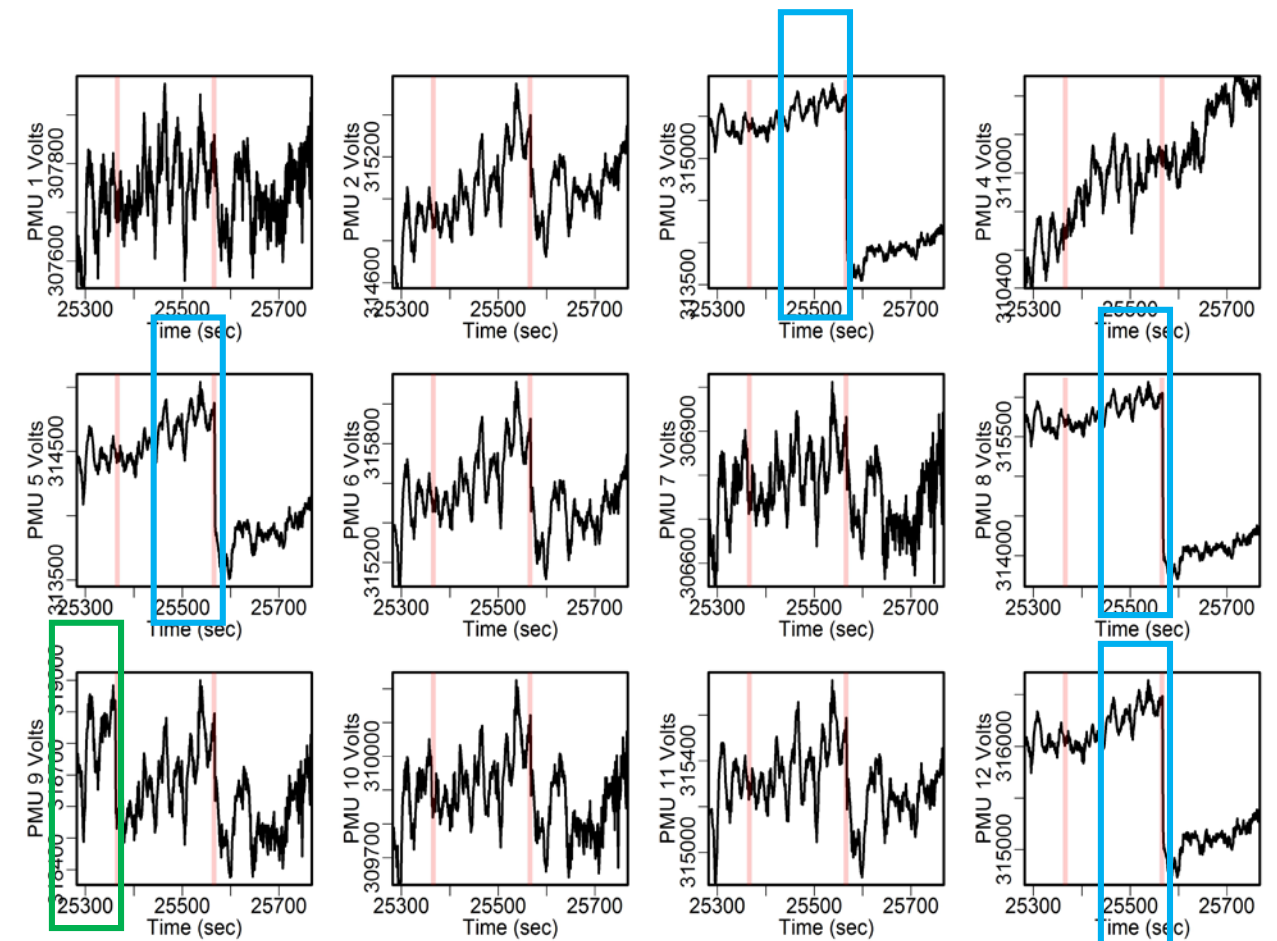 PMU 1 Volts
307600 307800
25300 25500 25700
Time (sec)
PMU 2 Volts
314600 315200
25300 25500 25700
Time (sec)
PMU 3 Volts
313500 315000
25300 25500 25700
Time (sec)
PMU 4 Volts
310400 311000
25300 25500 25700
Time (sec)
PMU 5 Volts
313500 314500
25300 25500 25700
Time (sec)
PMU 6 Volts
315200 315800
25300 25500 25700
Time (sec)
PMU 7 Volts
306600 306900
25300 25500 25700
Time (sec)
PMU 8 Volts
314000 315500
25300 25500 25700
Time (sec)
PMU 9 Volts
25300 25500 25700
Time (sec)
PMU 10 Volts
309700 310000
25300 25500 25700
Time (sec)
PMU 11 Volts
315000 315400
25300 25500 25700
Time (sec)
PMU 12 Volts
315000 316000
25300 25500 25700
Time (sec)